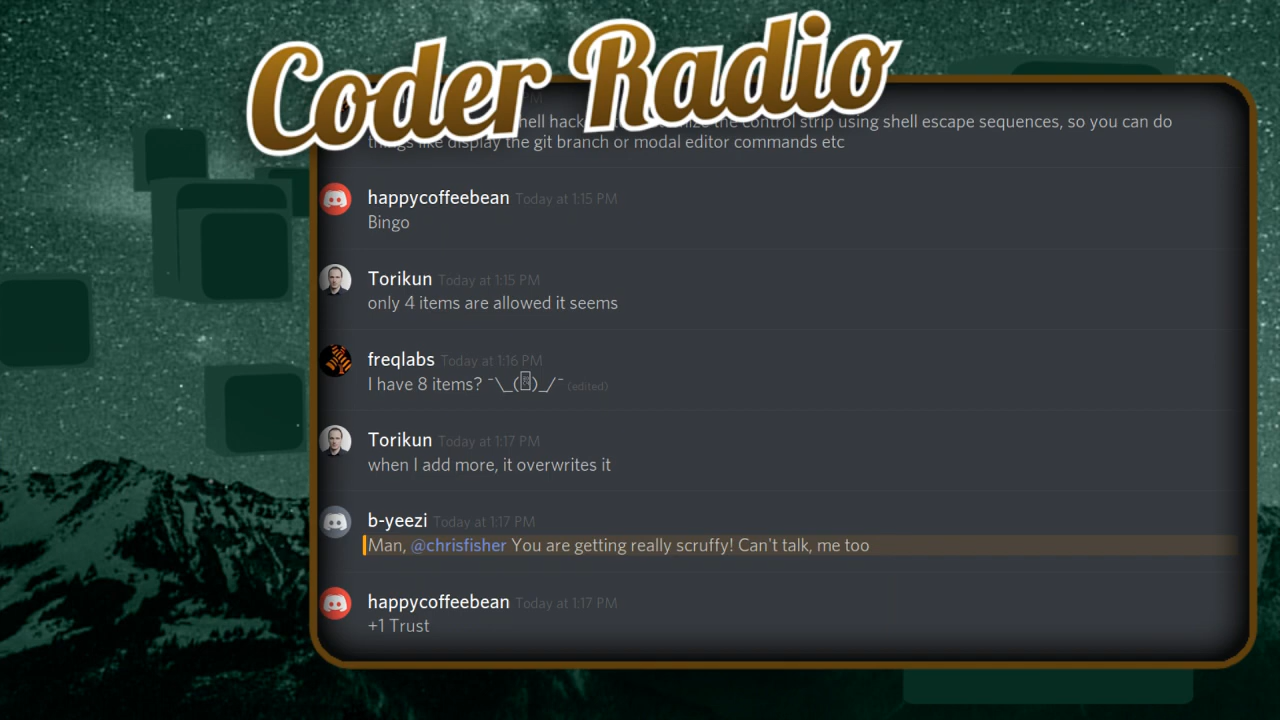 Coder Radio
the control strip using shell escape sequences, so you can do
things like display the git branch or modal editor commands etc
happycoffeebean Today at 1:15 PM
Bingo
Torikun Today at 1:15 PM
only 4 items are allowed it seems
freqlabs Today at 1:16 PM
I have 8 items? ¯\_()_/¯ (edited)
Torikun Today at 1:17 PM
when I add more, it overwrites it
b-yeezi Today at 1:17 PM
Man, @chrisfisher You are getting really scruffy! Can't talk, me too
happycoffeebean Today at 1:17 PM
+1 Trust